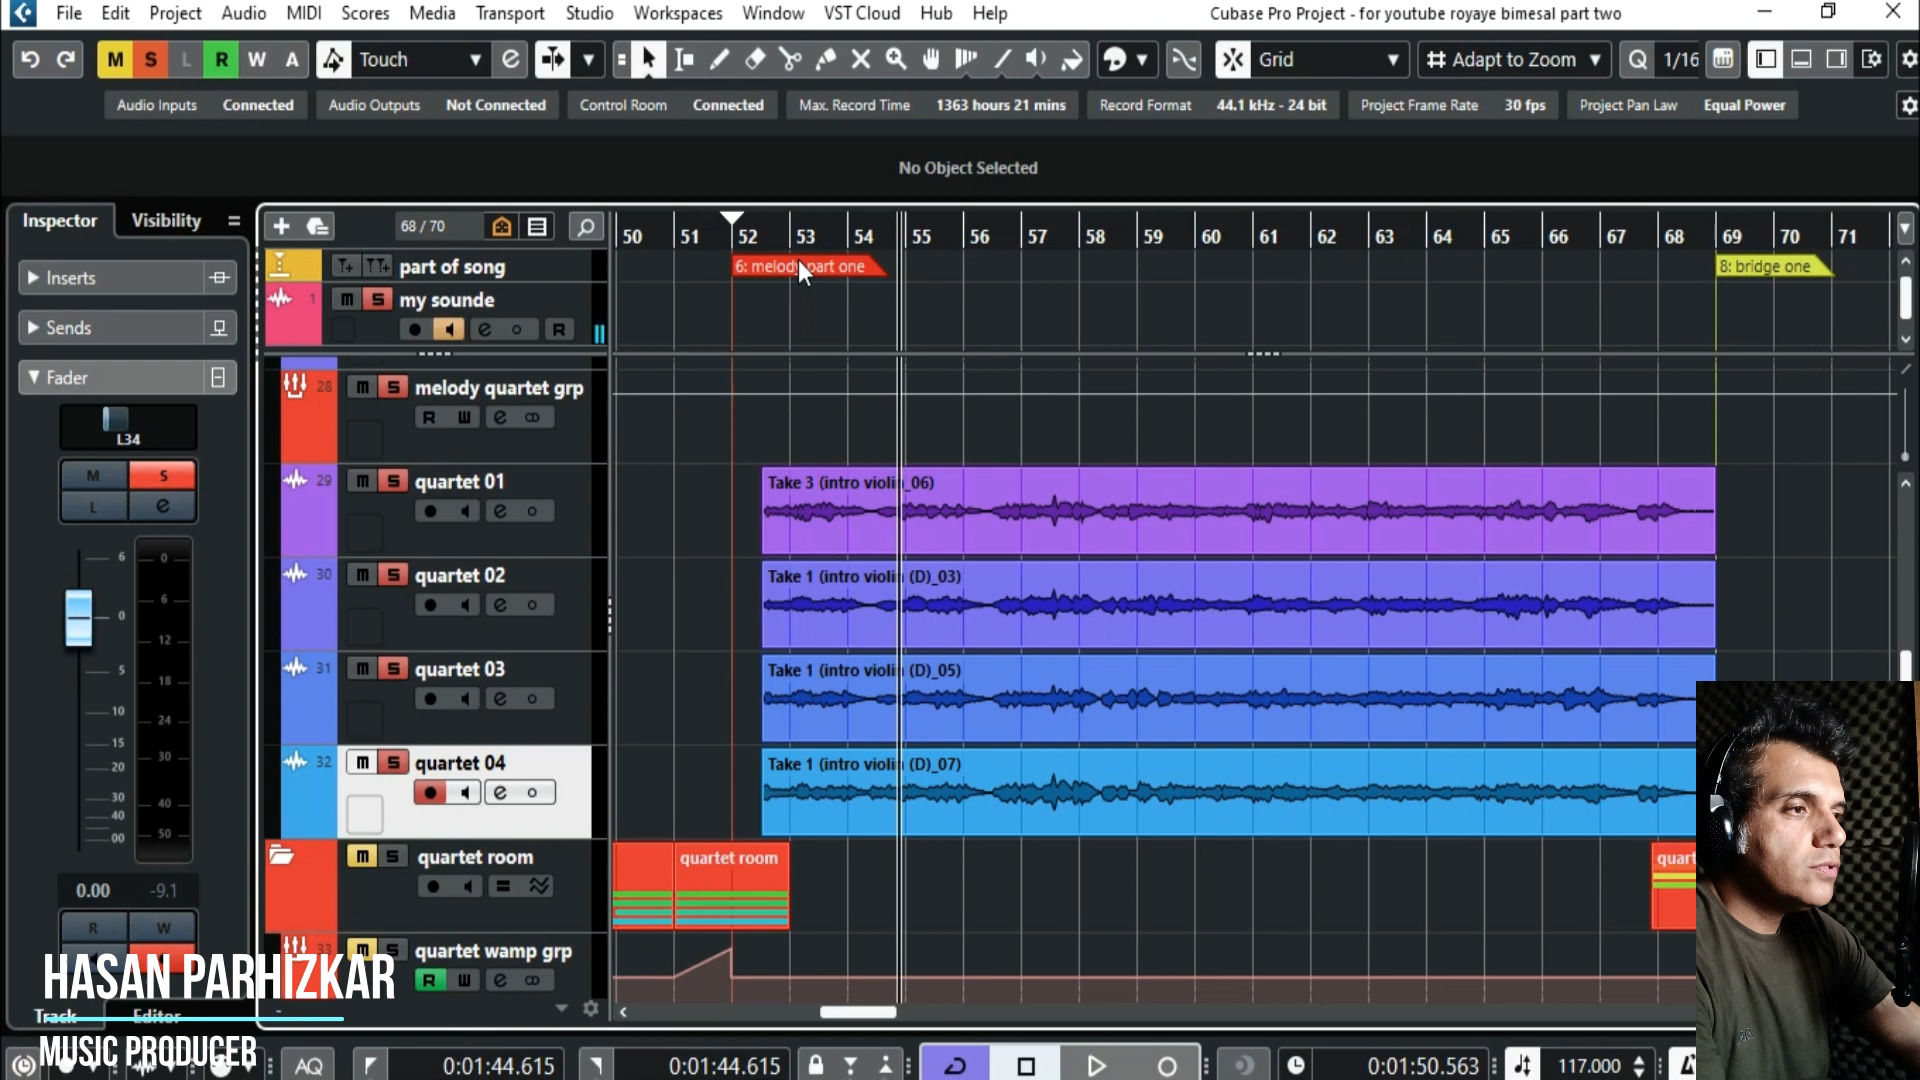 File Edit Project Audio MIDI Scores Media Transport Studio Workspaces Window VST Cloud Hub Help Cubase Pro Project - for youtube royaye bimesal part two
M S L R W A Touch Grid Adapt to Zoom Q 1/16
Audio Inputs Connected Audio Outputs Not Connected Control Room Connected Max. Record Time 1363 hours 21 mins Record Format 44.1 kHz - 24 bit Project Frame Rate 30 fps Project Pan Law Equal Power
No Object Selected
Inspector Visibility
68 / 70
50 51 52 53 54 55 56 57 58 59 60 61 62 63 64 65 66 67 68 69 70 71
part of song
6: melody part one
8: bridge one
Inserts
1 m S my sounde
R
Sends
Fader
L34
M S
L e
28 m S melody quartet grp
R W
29 m S quartet 01
Take 3 (intro violin_06)
30 m S quartet 02
Take 1 (intro violin (D)_03)
31 m S quartet 03
Take 1 (intro violin (D)_05)
32 m S quartet 04
Take 1 (intro violin (D)_07)
6 0 5 10 15 20 30 40 00
0 6 12 18 24 30 40 50
m S quartet room
quartet room
quart
0.00 -9.1
R W
33 m S quartet wamp grp
R W
HASAN PARHIZKAR
Track Editor
MUSIC PRODUCER
AQ 0:01:44.615 0:01:44.615 0:01:50.563 117.000